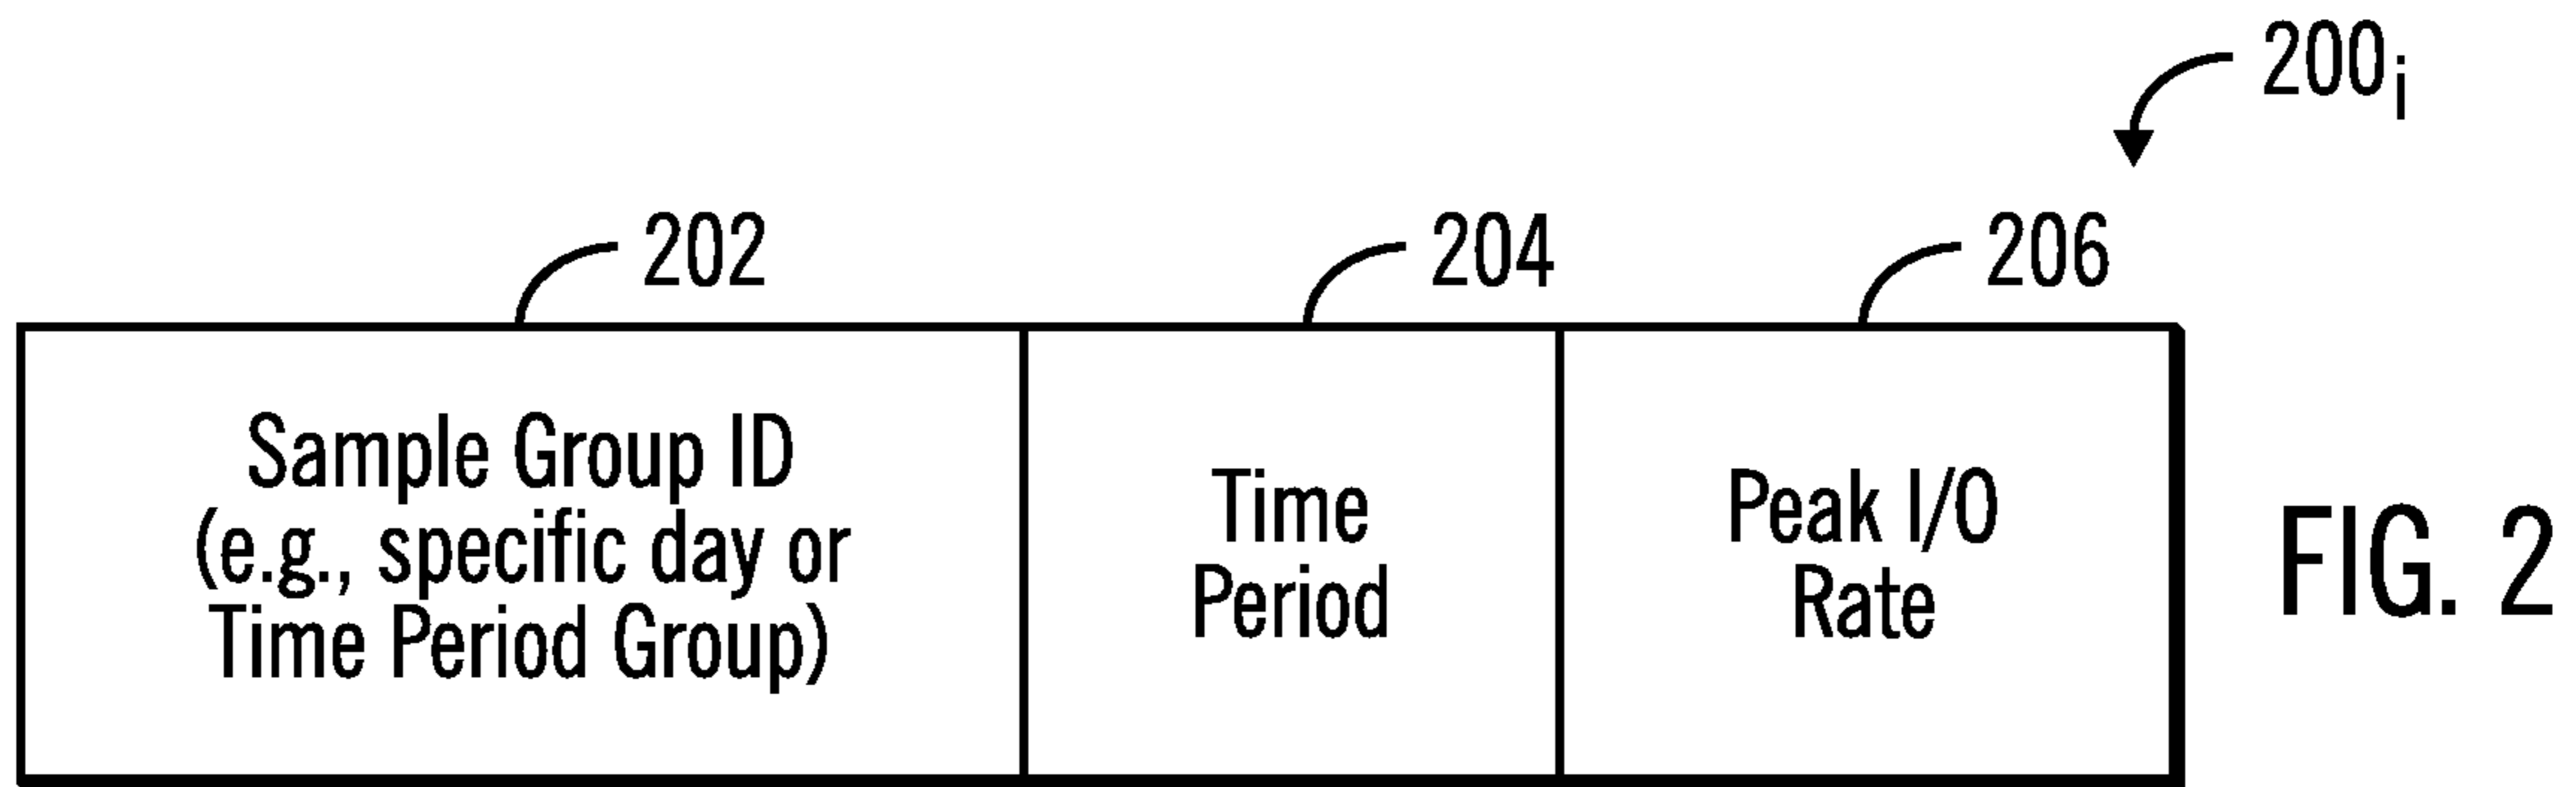 200i
202
204
206
Sample Group ID
(e.g., specific day or
Time Period Group)
Time
Period
Peak I/O
Rate
FIG. 2